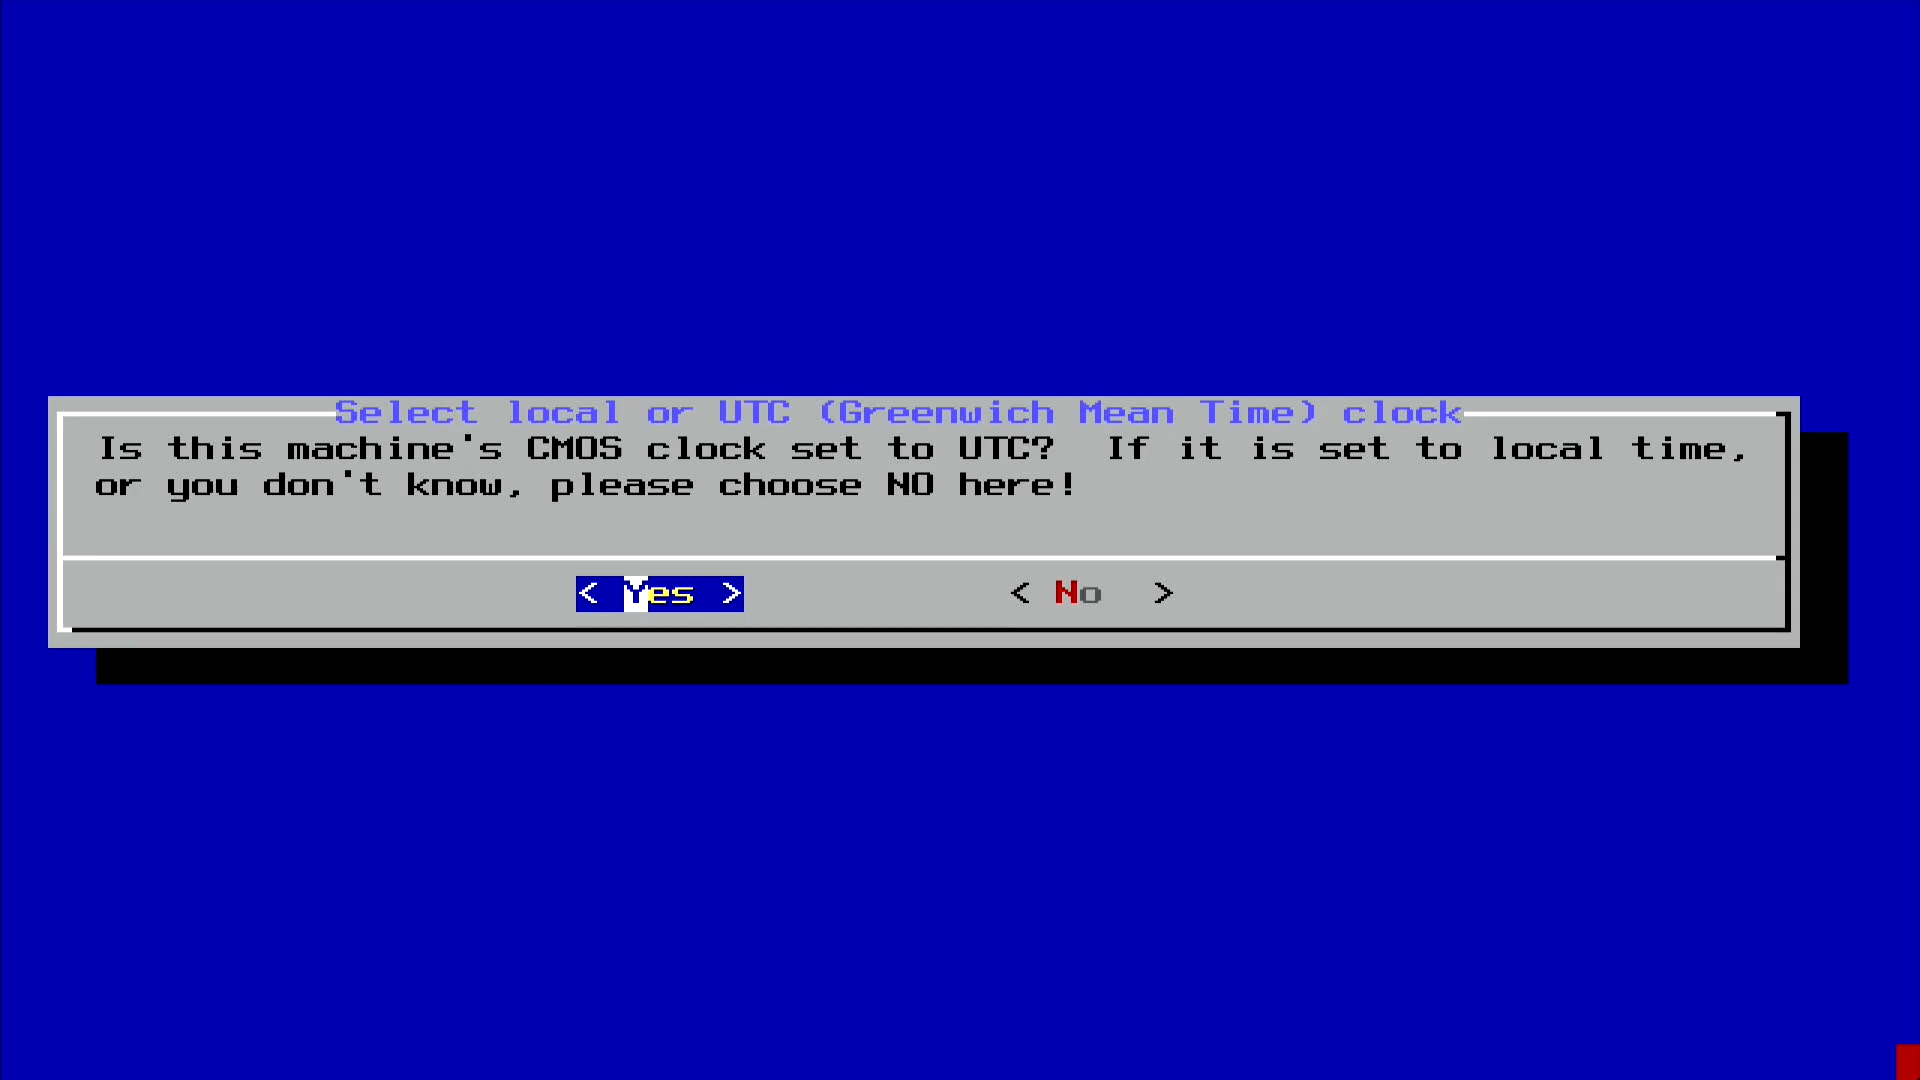 Select local or UTC (Greenwich Mean Time) clock
Is this machine's CMOS clock set to UTC?  If it is set to local time,
or you don't know, please choose NO here!
< Yes > < No >